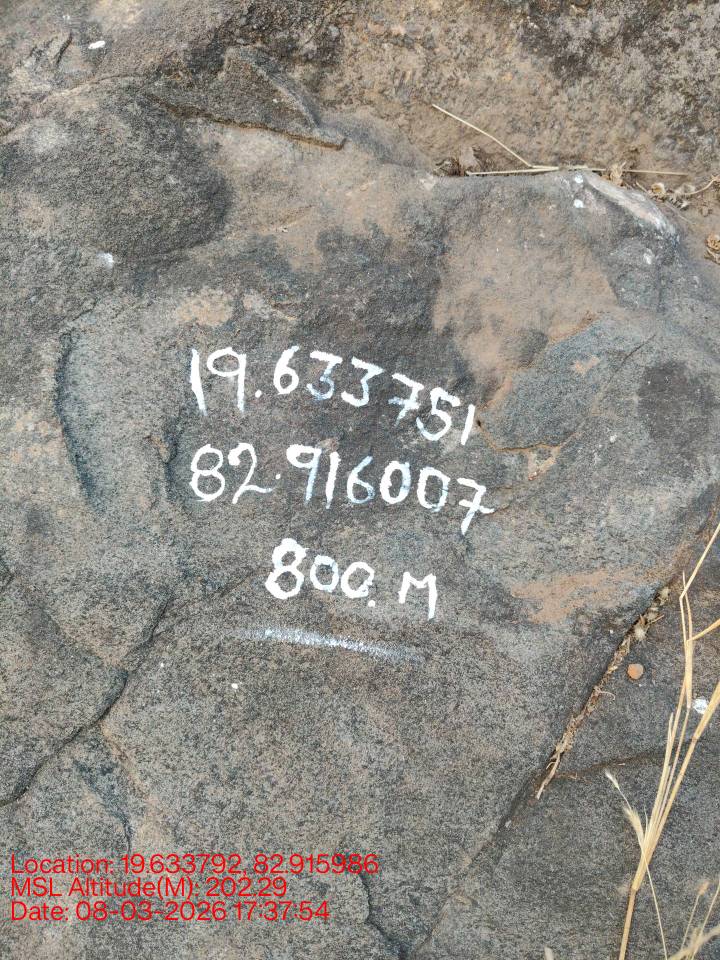 19.633751
82.916007
800.M
Location: 19.633792, 82.915986
MSL Altitude(M): 202.29
Date: 08-03-2026 17:37:54